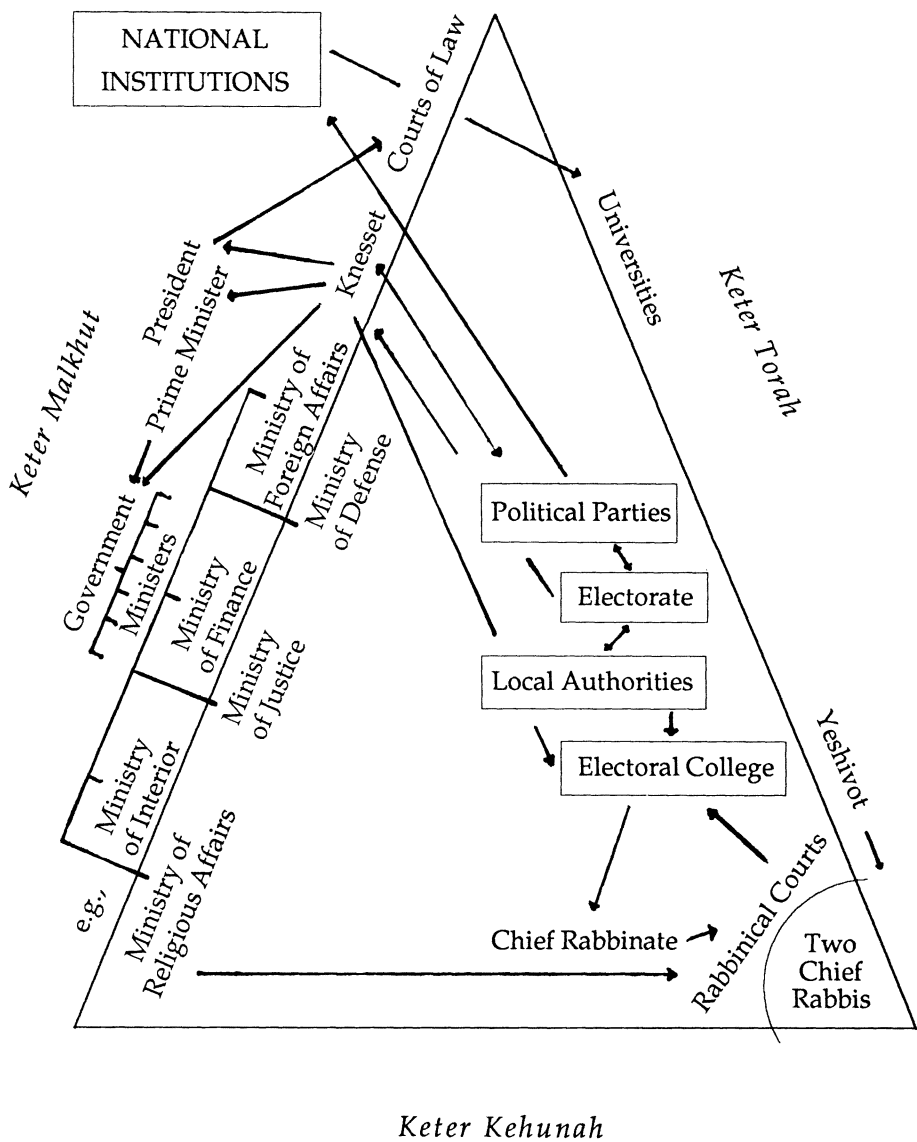 NATIONAL
INSTITUTIONS
Courts of Law
Universities
Keter Torah
Knesset
President
Prime Minister
Keter Malkhut
Government
Ministers
Ministry of
Foreign Affairs
Ministry
of Defense
Ministry
of Finance
Ministry
of Justice
Ministry
of Interior
e.g.,
Ministry of
Religious Affairs
Political Parties
Electorate
Local Authorities
Electoral College
Yeshivot
Chief Rabbinate
Rabbinical Courts
Two
Chief
Rabbis
Keter Kehunah